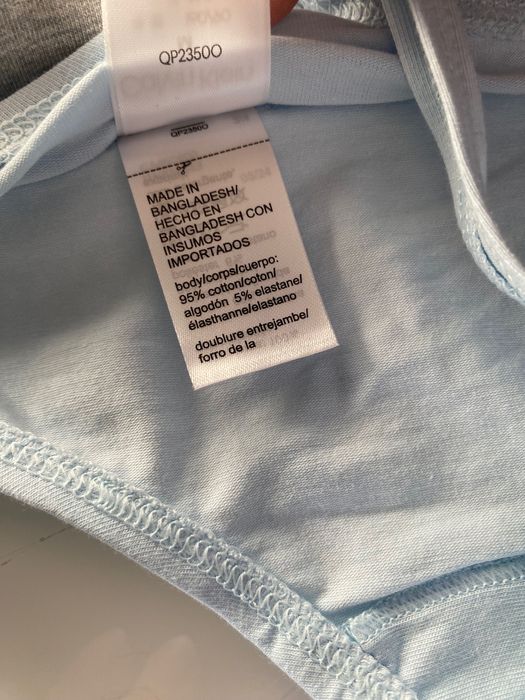 QP2350O
QP2350O
MADE IN
BANGLADESH/
HECHO EN
BANGLADESH CON
INSUMOS
IMPORTADOS
body/corps/cuerpo:
95% cotton/coton/
algodón 5% elastane/
élasthanne/elastano
doublure entrejambe/
forro de la